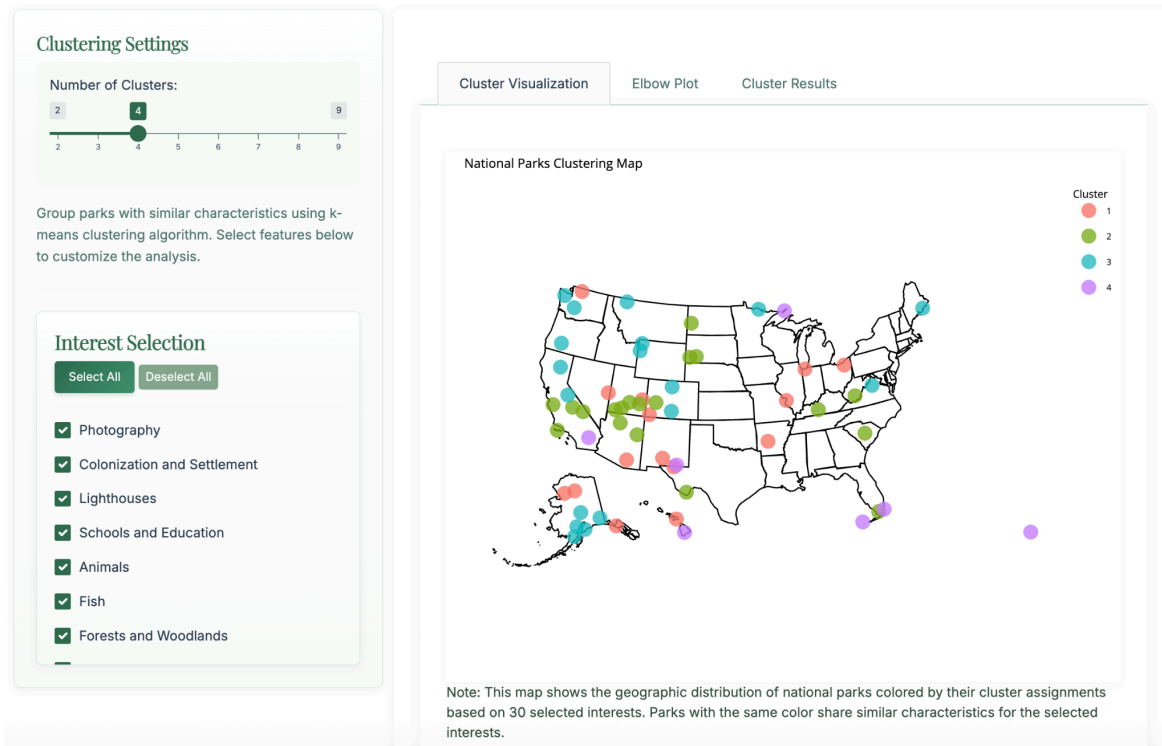 Clustering Settings
Number of Clusters:
2 4 9
2 3 4 5 6 7 8 9
Group parks with similar characteristics using k-
means clustering algorithm. Select features below
to customize the analysis.
Interest Selection
Select All Deselect All
Photography
Colonization and Settlement
Lighthouses
Schools and Education
Animals
Fish
Forests and Woodlands
Cluster Visualization Elbow Plot Cluster Results
National Parks Clustering Map
Cluster
1
2
3
4
Note: This map shows the geographic distribution of national parks colored by their cluster assignments
based on 30 selected interests. Parks with the same color share similar characteristics for the selected
interests.